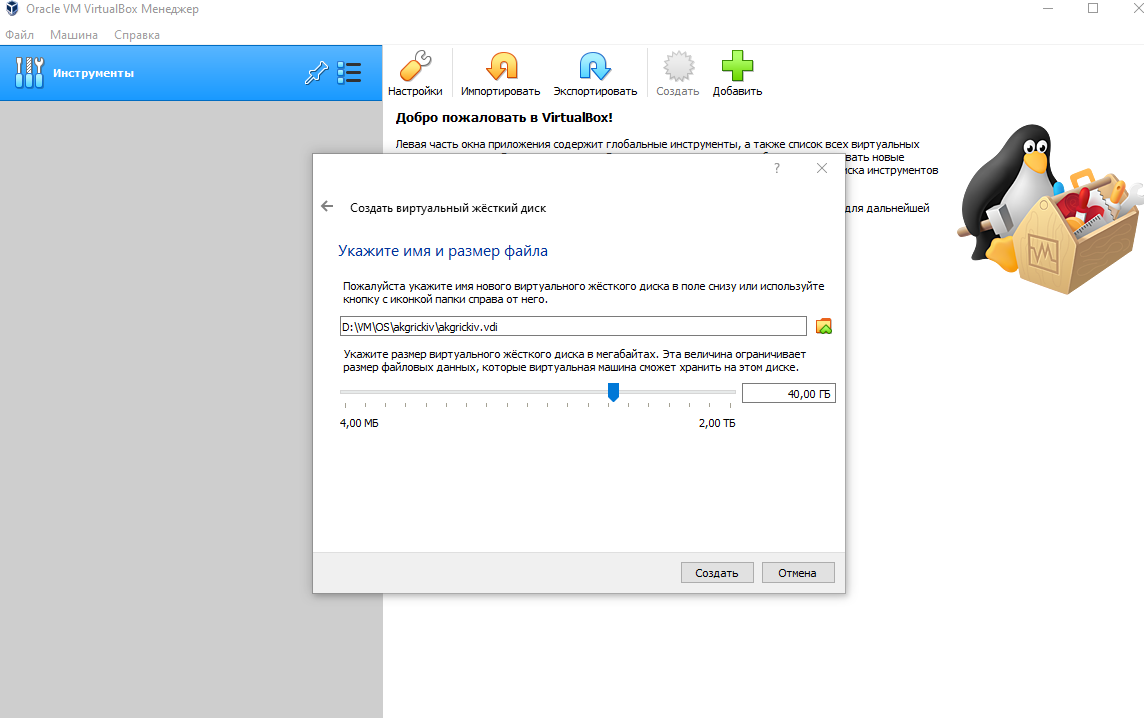 Oracle VM VirtualBox Менеджер
Файл Машина Справка
Инструменты
Настройки Импортировать Экспортировать Создать Добавить
Добро пожаловать в VirtualBox!
Левая часть окна приложения содержит глобальные инструменты, а также список всех виртуальных
вать новые
ска инструментов
для дальнейшей
?
Создать виртуальный жёсткий диск
Укажите имя и размер файла
Пожалуйста укажите имя нового виртуального жёсткого диска в поле снизу или используйте
кнопку с иконкой папки справа от него.
D:\VM\OS\akgrickiv\akgrickiv.vdi
Укажите размер виртуального жёсткого диска в мегабайтах. Эта величина ограничивает
размер файловых данных, которые виртуальная машина сможет хранить на этом диске.
40,00 ГБ
4,00 МБ 2,00 ТБ
Создать Отмена